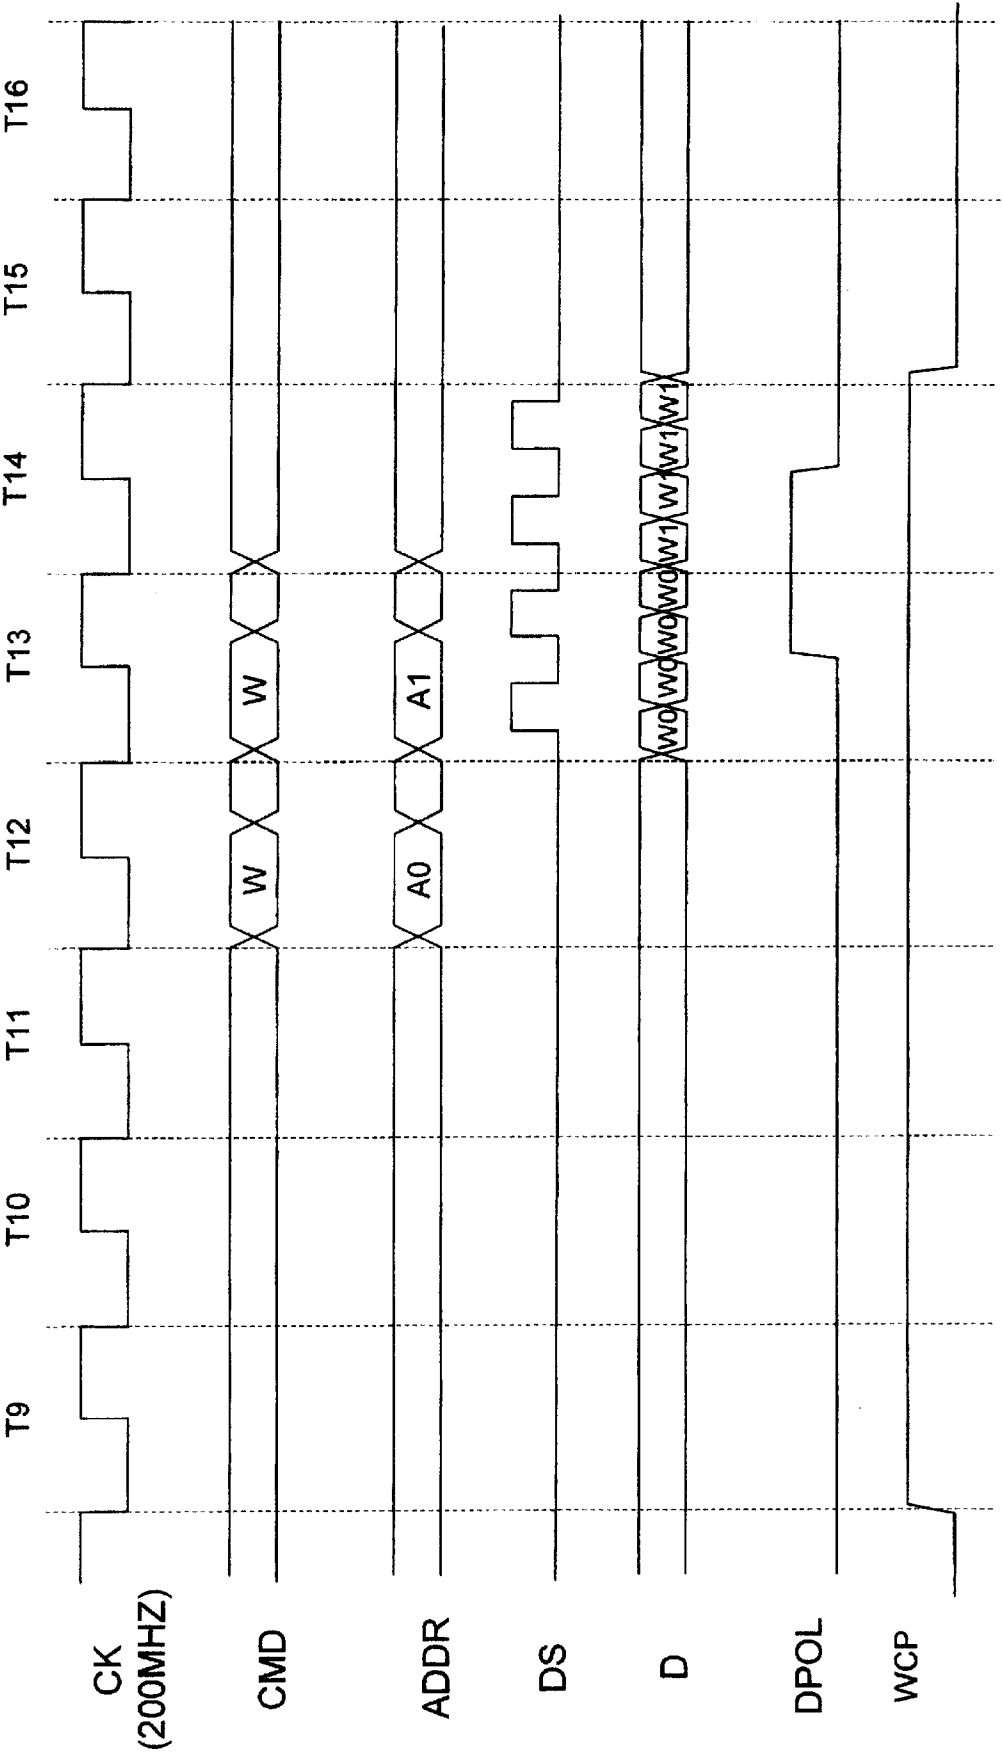 T9 T10 T11 T12 T13 T14 T15 T16
CK
(200MHZ)
CMD W W
ADDR A0 A1
DS
D W0 W0 W0 W0 W1 W1 W1 W1
DPOL
WCP